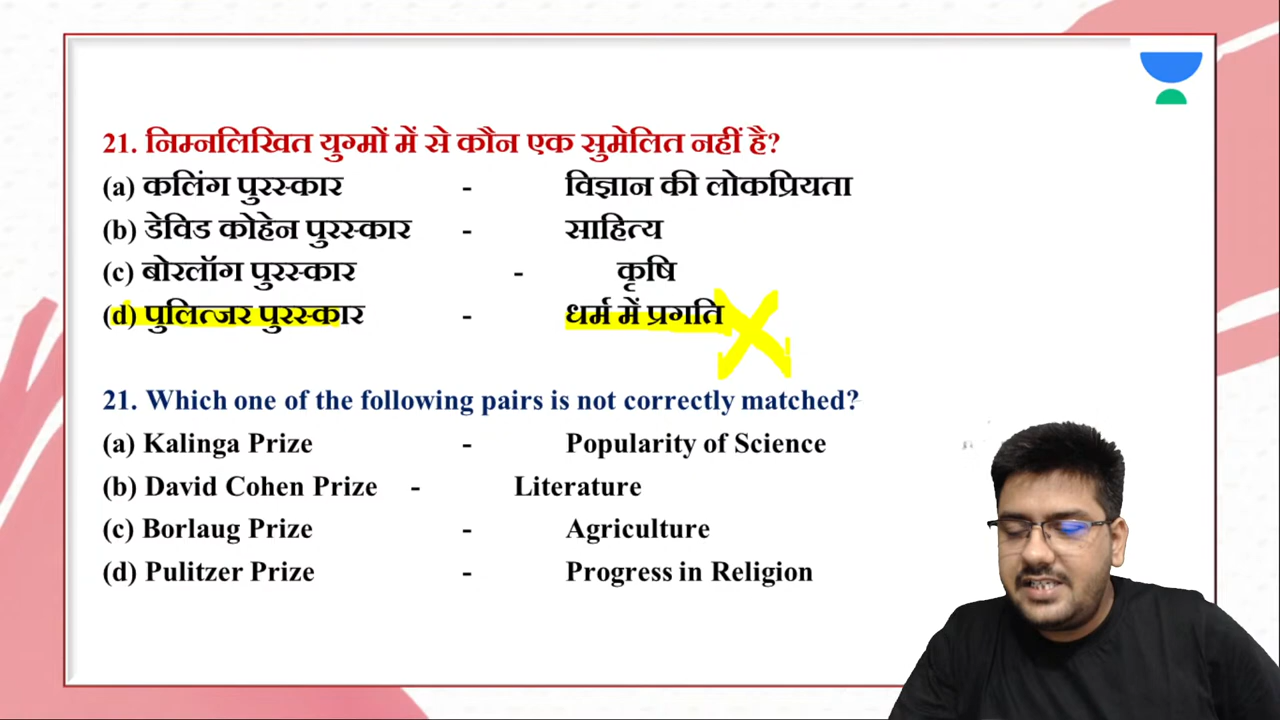 21. निम्नलिखित युग्मों में से कौन एक सुमेलित नहीं है?
(a) कलिंग पुरस्कार - विज्ञान की लोकप्रियता
(b) डेविड कोहेन पुरस्कार - साहित्य
(c) बोरलॉग पुरस्कार - कृषि
(d) पुलित्जर पुरस्कार - धर्म में प्रगति
21. Which one of the following pairs is not correctly matched?
(a) Kalinga Prize - Popularity of Science
(b) David Cohen Prize - Literature
(c) Borlaug Prize - Agriculture
(d) Pulitzer Prize - Progress in Religion